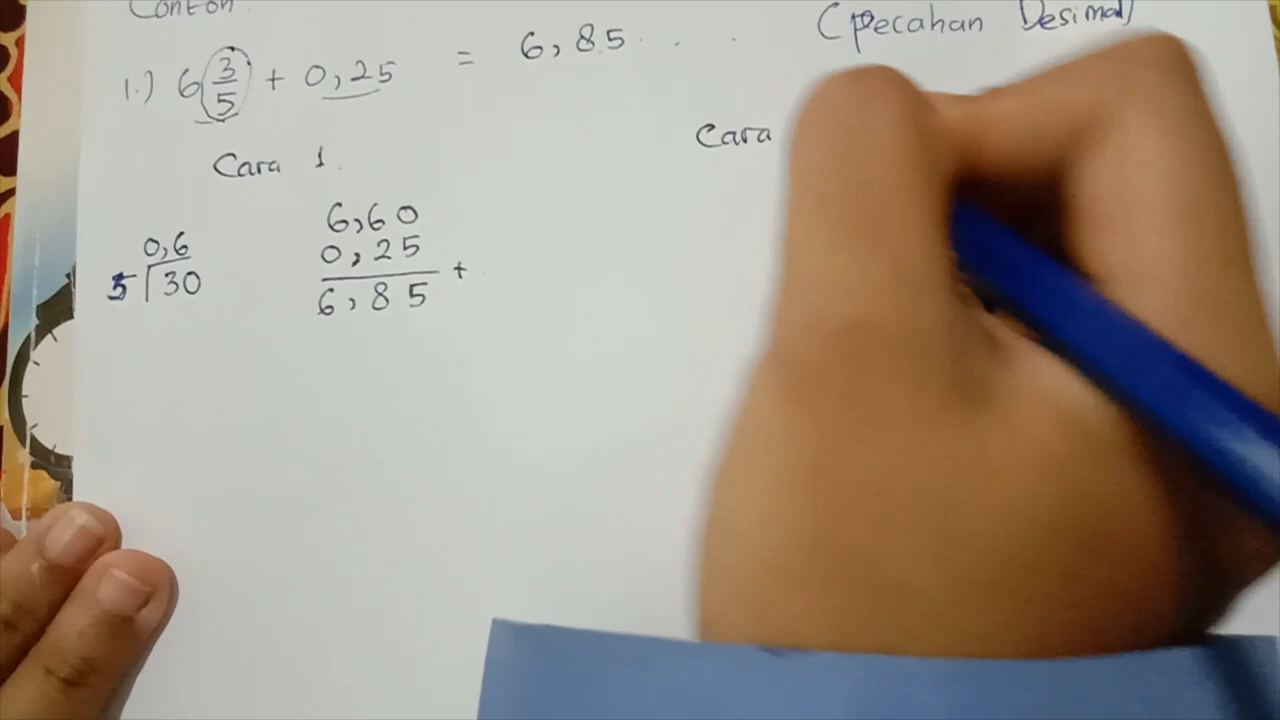 Contoh
(Pecahan Desimal)
1.) 6 3/5 + 0,25 = 6,85 . .
Cara 1.
Cara
0,6
5 30
6,60
0,25
+
6,85